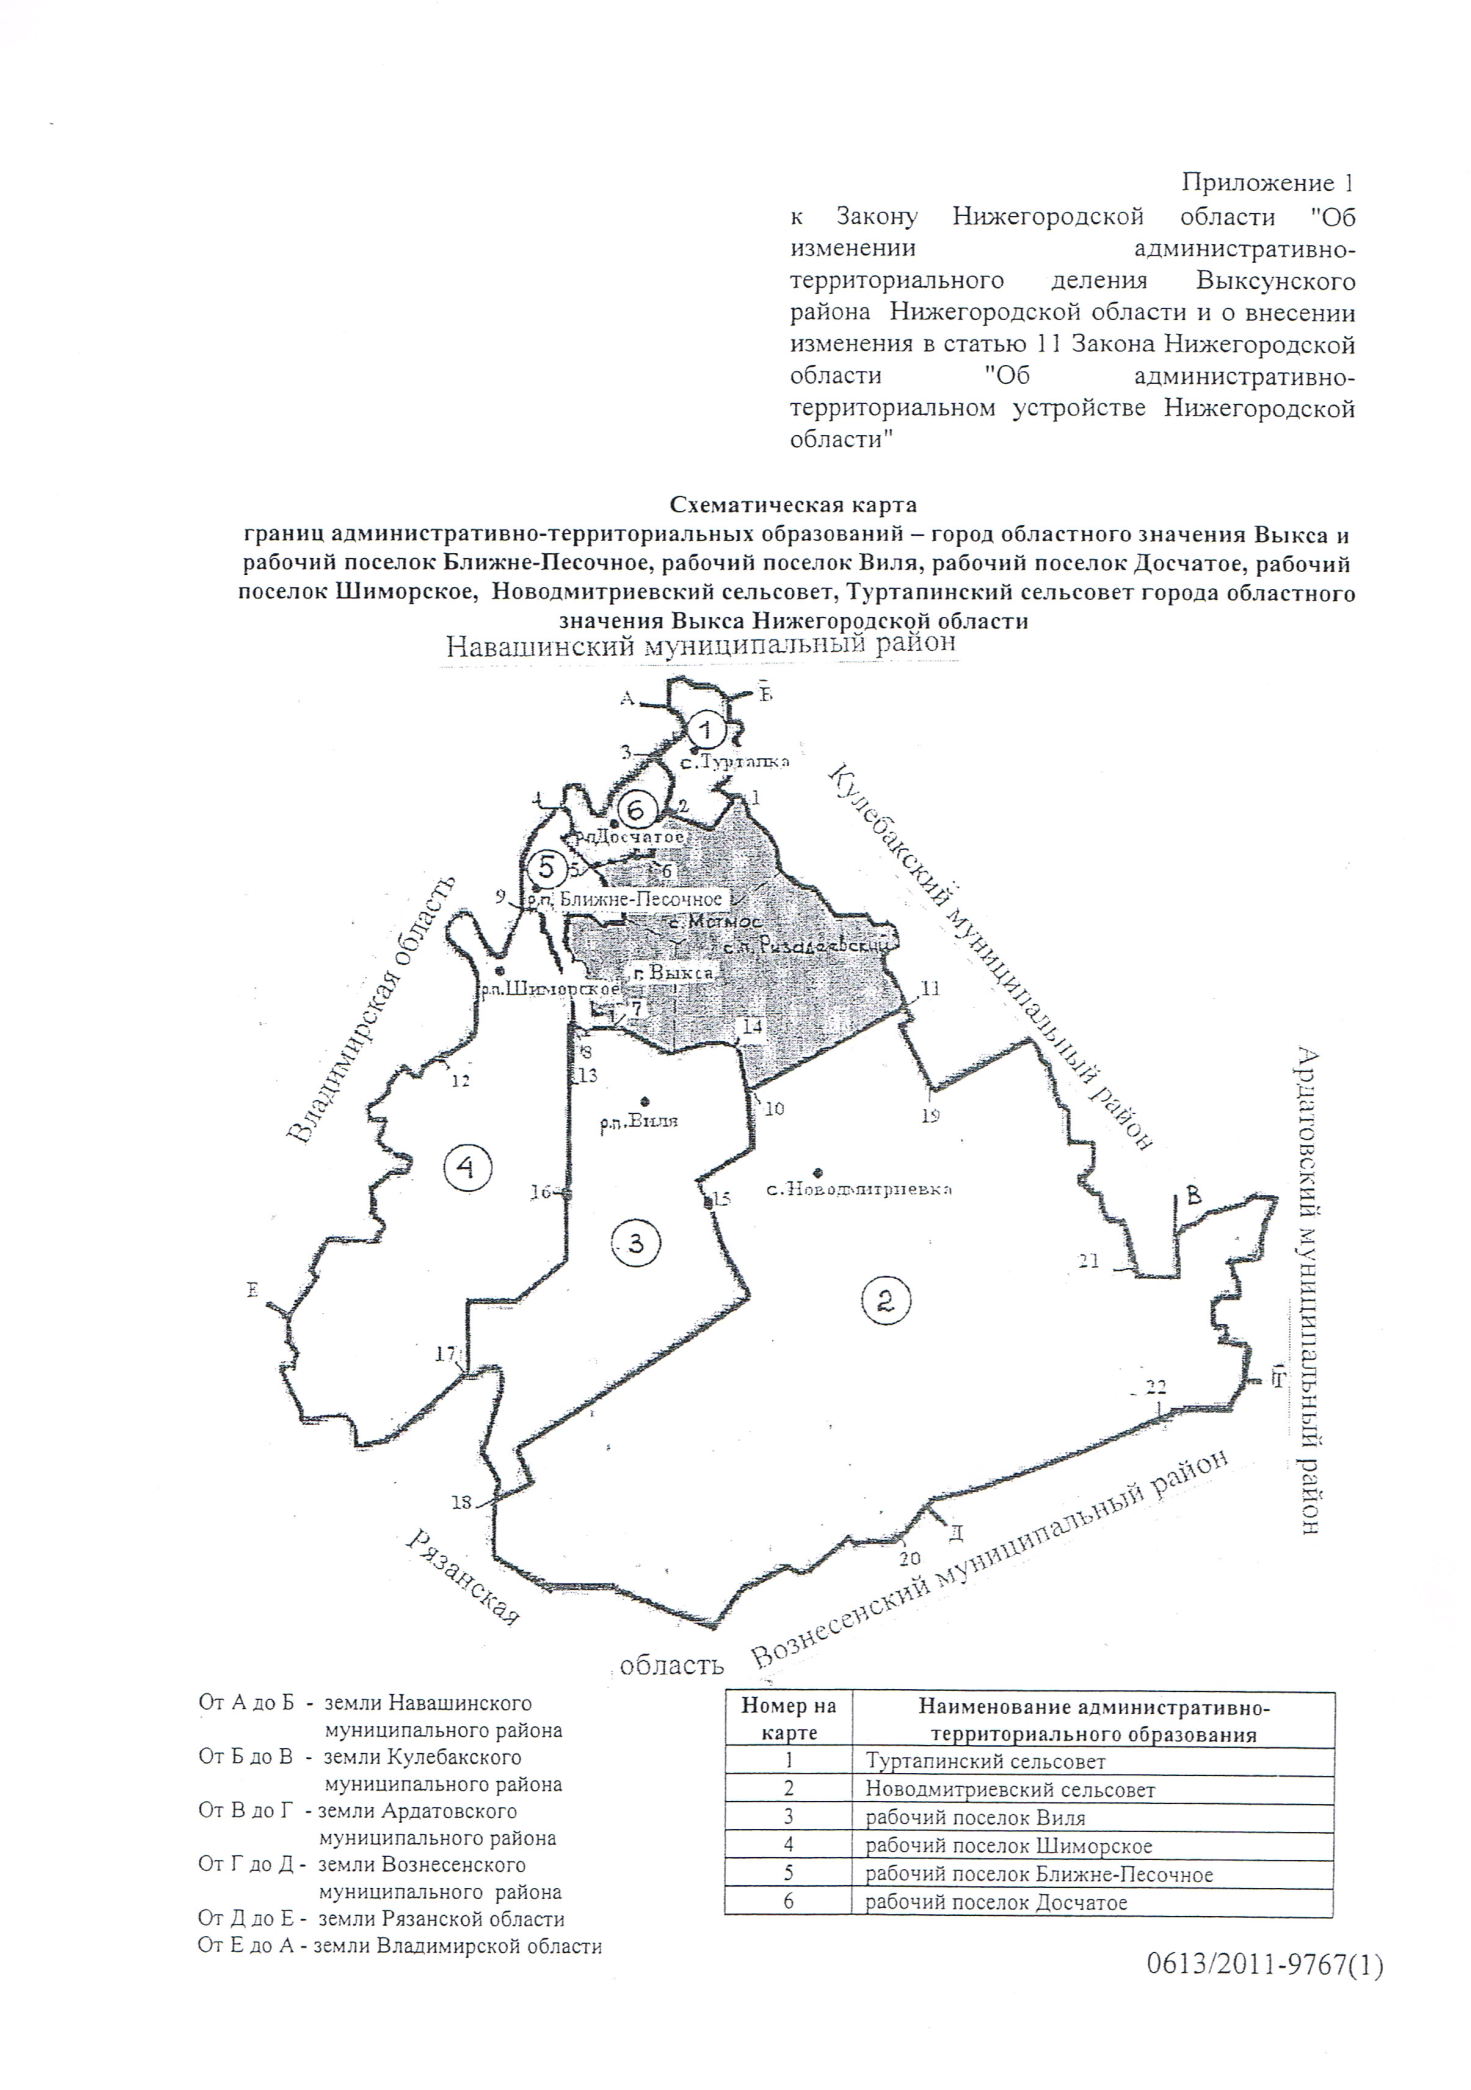 Приложение 1
к Закону Нижегородской области "Об
изменении административно-
территориального деления Выксунского
района Нижегородской области и о внесении
изменения в статью 11 Закона Нижегородской
области "Об административно-
территориальном устройстве Нижегородской
области"
Схематическая карта
границ административно-территориальных образований – город областного значения Выкса и
рабочий поселок Ближне-Песочное, рабочий поселок Виля, рабочий поселок Досчатое, рабочий
поселок Шиморское, Новодмитриевский сельсовет, Туртапинский сельсовет города областного
значения Выкса Нижегородской области
Навашинский муниципальный район
А
Б
1
3
с.Туртапка
Кулебакский муниципальный район
4
6
2
1
рп.Досчатое
5
5
6
9
р.п. Ближне-Песочное
с.Мотмос
с.п. Ризадеевский
Владимирская область
г. Выкса
р.п.Шиморское
11
7
14
8
12
13
10
19
р.п.Виля
Ардатовский муниципальный район
4
16
15
с.Новодмитриевка
В
3
21
2
Е
17
Г
22
18
Д
20
Рязанская
область
Вознесенский муниципальный район
От А до Б - земли Навашинского
муниципального района
От Б до В - земли Кулебакского
муниципального района
От В до Г - земли Ардатовского
муниципального района
От Г до Д - земли Вознесенского
муниципального района
От Д до Е - земли Рязанской области
От Е до А - земли Владимирской области
Номер на карте Наименование административно-территориального образования
1 Туртапинский сельсовет
2 Новодмитриевский сельсовет
3 рабочий поселок Виля
4 рабочий поселок Шиморское
5 рабочий поселок Ближне-Песочное
6 рабочий поселок Досчатое
0613/2011-9767(1)